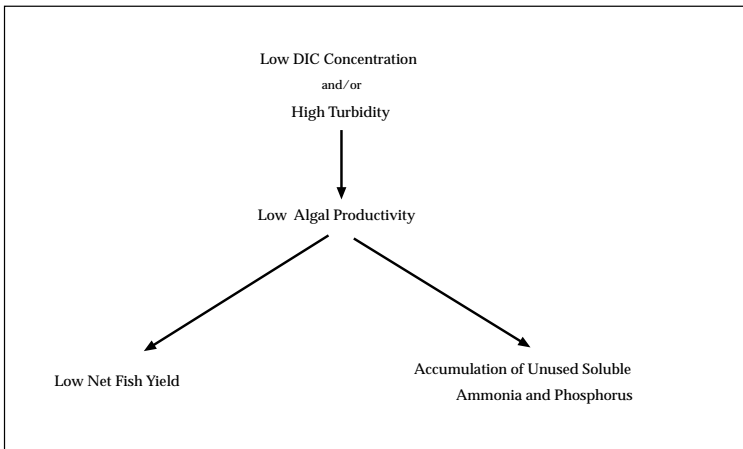 Low DIC Concentration
and/or
High Turbidity
Low Algal Productivity
Low Net Fish Yield
Accumulation of Unused Soluble
Ammonia and Phosphorus